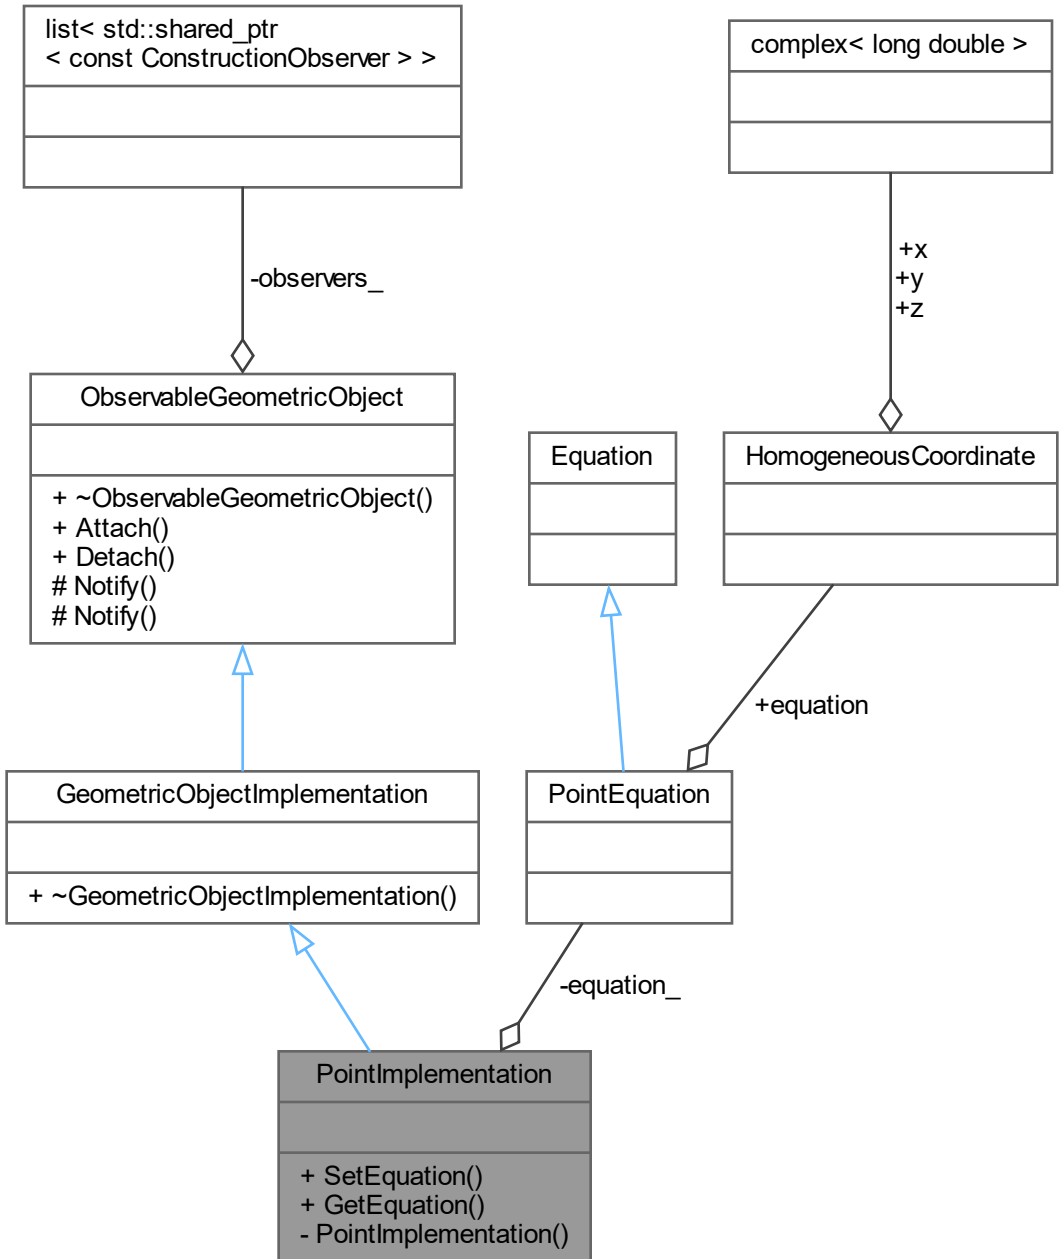 list< std::shared_ptr
< const ConstructionObserver > >
complex< long double >
-observers_
+x
+y
+z
ObservableGeometricObject
+ ~ObservableGeometricObject()
+ Attach()
+ Detach()
# Notify()
# Notify()
Equation
HomogeneousCoordinate
+equation
GeometricObjectImplementation
+ ~GeometricObjectImplementation()
PointEquation
-equation_
PointImplementation
+ SetEquation()
+ GetEquation()
- PointImplementation()